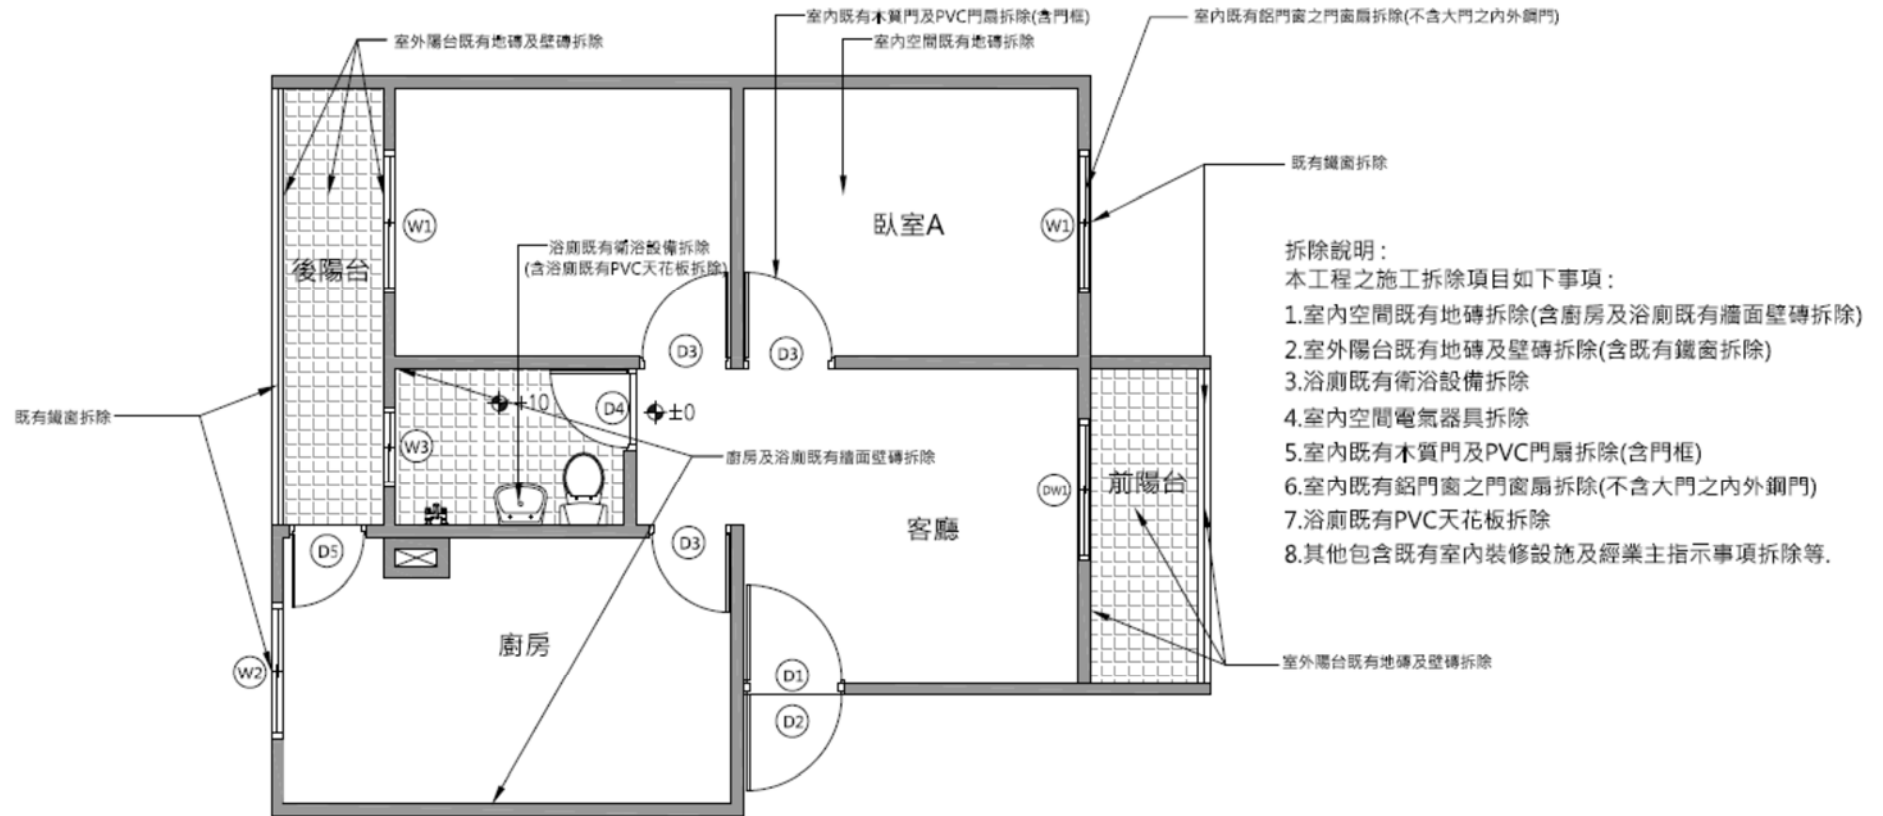 室內既有木質門及PVC門扇拆除(含門框)
室內既有鋁門窗之門窗扇拆除(不含大門之內外鋼門)
室外陽台既有地磚及壁磚拆除
室內空間既有地磚拆除
既有鐵窗拆除
W1
臥室A
W1
浴廁既有衛浴設備拆除
(含浴廁既有PVC天花板拆除)
後陽台
拆除說明:
本工程之施工拆除項目如下事項:
1.室內空間既有地磚拆除(含廚房及浴廁既有牆面壁磚拆除)
2.室外陽台既有地磚及壁磚拆除(含既有鐵窗拆除)
3.浴廁既有衛浴設備拆除
4.室內空間電氣器具拆除
5.室內既有木質門及PVC門扇拆除(含門框)
6.室內既有鋁門窗之門窗扇拆除(不含大門之內外鋼門)
7.浴廁既有PVC天花板拆除
8.其他包含既有室內裝修設施及經業主指示事項拆除等.
D3
D3
+10
D4
±0
既有鐵窗拆除
W3
廚房及浴廁既有牆面壁磚拆除
DW1
前陽台
客廳
D5
D3
廚房
W2
D1
D2
室外陽台既有地磚及壁磚拆除